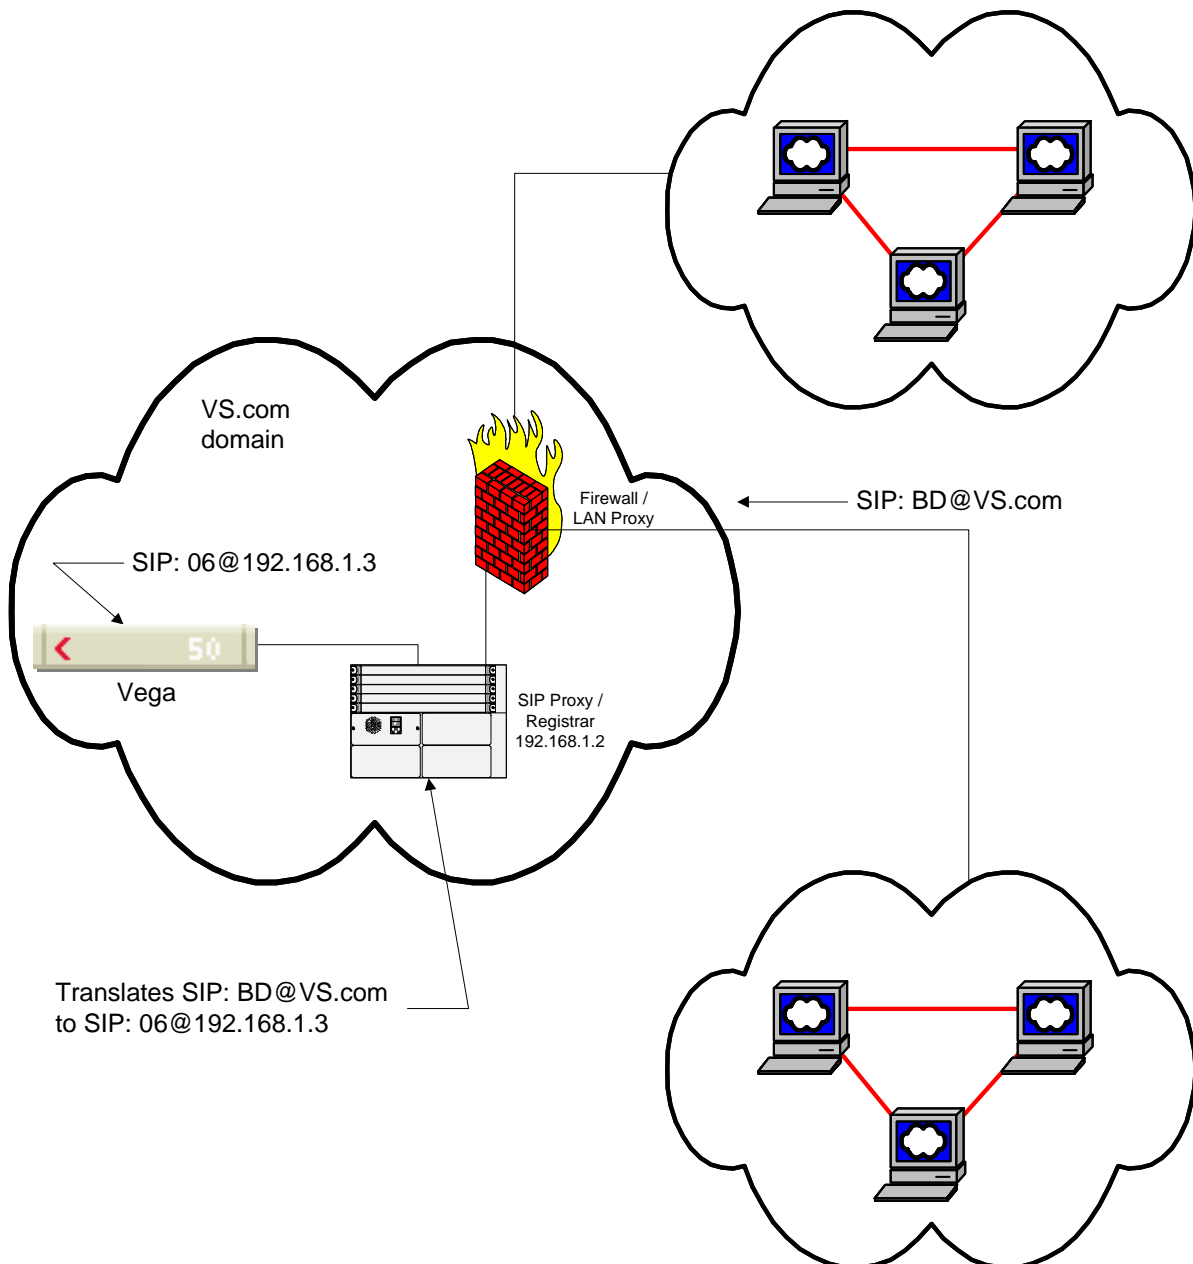 VS.com
domain
Firewall /
LAN Proxy
SIP: BD@VS.com
SIP: 06@192.168.1.3
50
Vega
SIP Proxy /
Registrar
192.168.1.2
Translates SIP: BD@VS.com
to SIP: 06@192.168.1.3